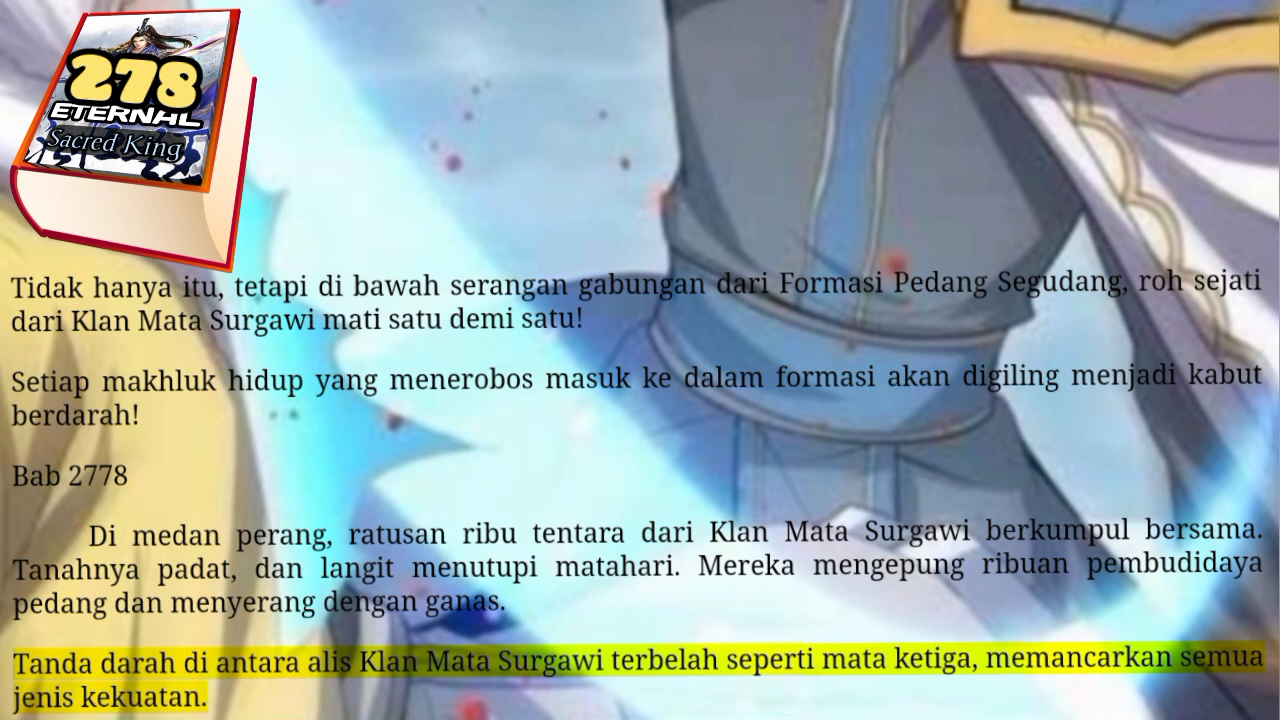 278
ETERNAL
Sacred King
Tidak hanya itu, tetapi di bawah serangan gabungan dari Formasi Pedang Segudang, roh sejati
dari Klan Mata Surgawi mati satu demi satu!
Setiap makhluk hidup yang menerobos masuk ke dalam formasi akan digiling menjadi kabut
berdarah!
Bab 2778
Di medan perang, ratusan ribu tentara dari Klan Mata Surgawi berkumpul bersama.
Tanahnya padat, dan langit menutupi matahari. Mereka mengepung ribuan pembudidaya
pedang dan menyerang dengan ganas.
Tanda darah di antara alis Klan Mata Surgawi terbelah seperti mata ketiga, memancarkan semua
jenis kekuatan.